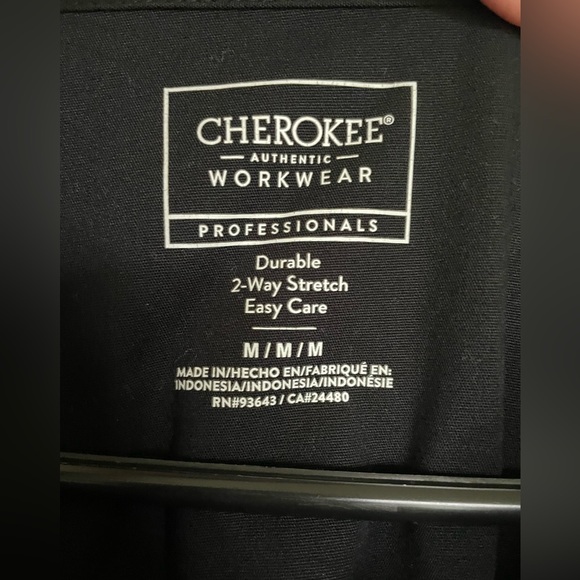 CHEROKEE®
AUTHENTIC
WORKWEAR
PROFESSIONALS
Durable
2-Way Stretch
Easy Care
M / M / M
MADE IN/HECHO EN/FABRIQUÉ EN:
INDONESIA/INDONESIA/INDONÉSIE
RN#93643 / CA#24480